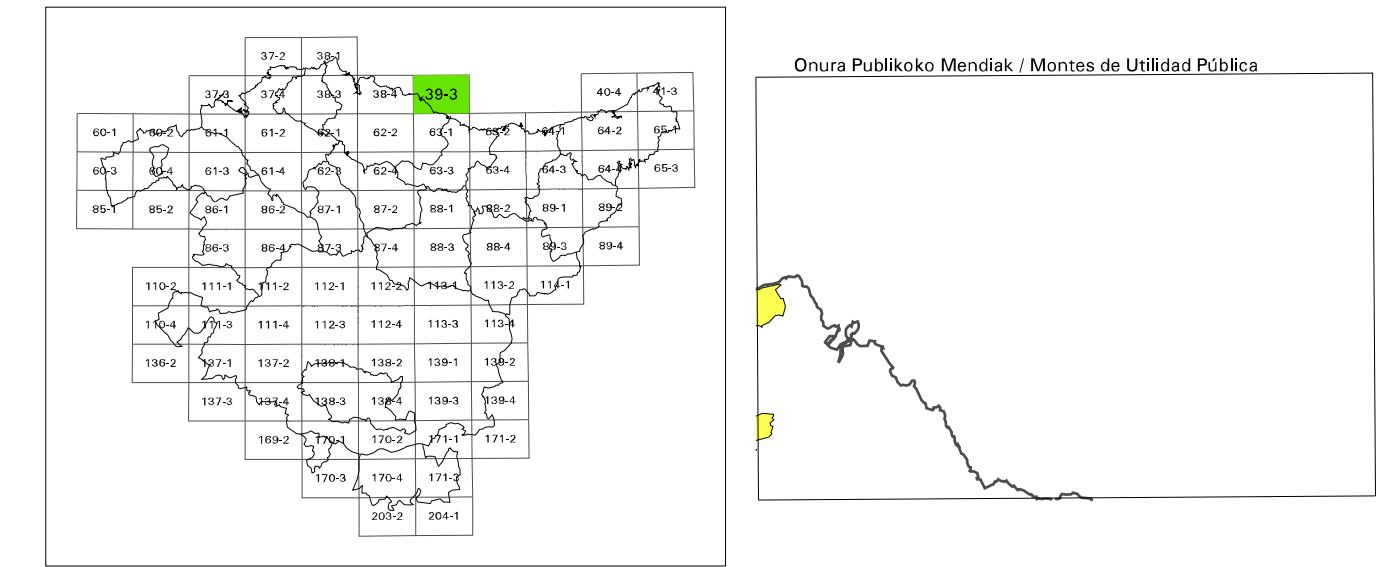 37-2 38-1
37-3 37-4 38-3 38-4 39-3 40-4 41-3
60-1 60-2 61-1 61-2 62-1 62-2 63-1 63-2 64-1 64-2 65-1
60-3 60-4 61-3 61-4 62-3 62-4 63-3 63-4 64-3 64-4 65-3
85-1 85-2 86-1 86-2 87-1 87-2 88-1 88-2 89-1 89-2
86-3 86-4 87-3 87-4 88-3 88-4 89-3 89-4
110-2 111-1 111-2 112-1 112-2 113-1 113-2 114-1
110-4 111-3 111-4 112-3 112-4 113-3 113-4
136-2 137-1 137-2 138-1 138-2 139-1 139-2
137-3 137-4 138-3 138-4 139-3 139-4
169-2 170-1 170-2 171-1 171-2
170-3 170-4 171-3
203-2 204-1
Onura Publikoko Mendiak / Montes de Utilidad Pública